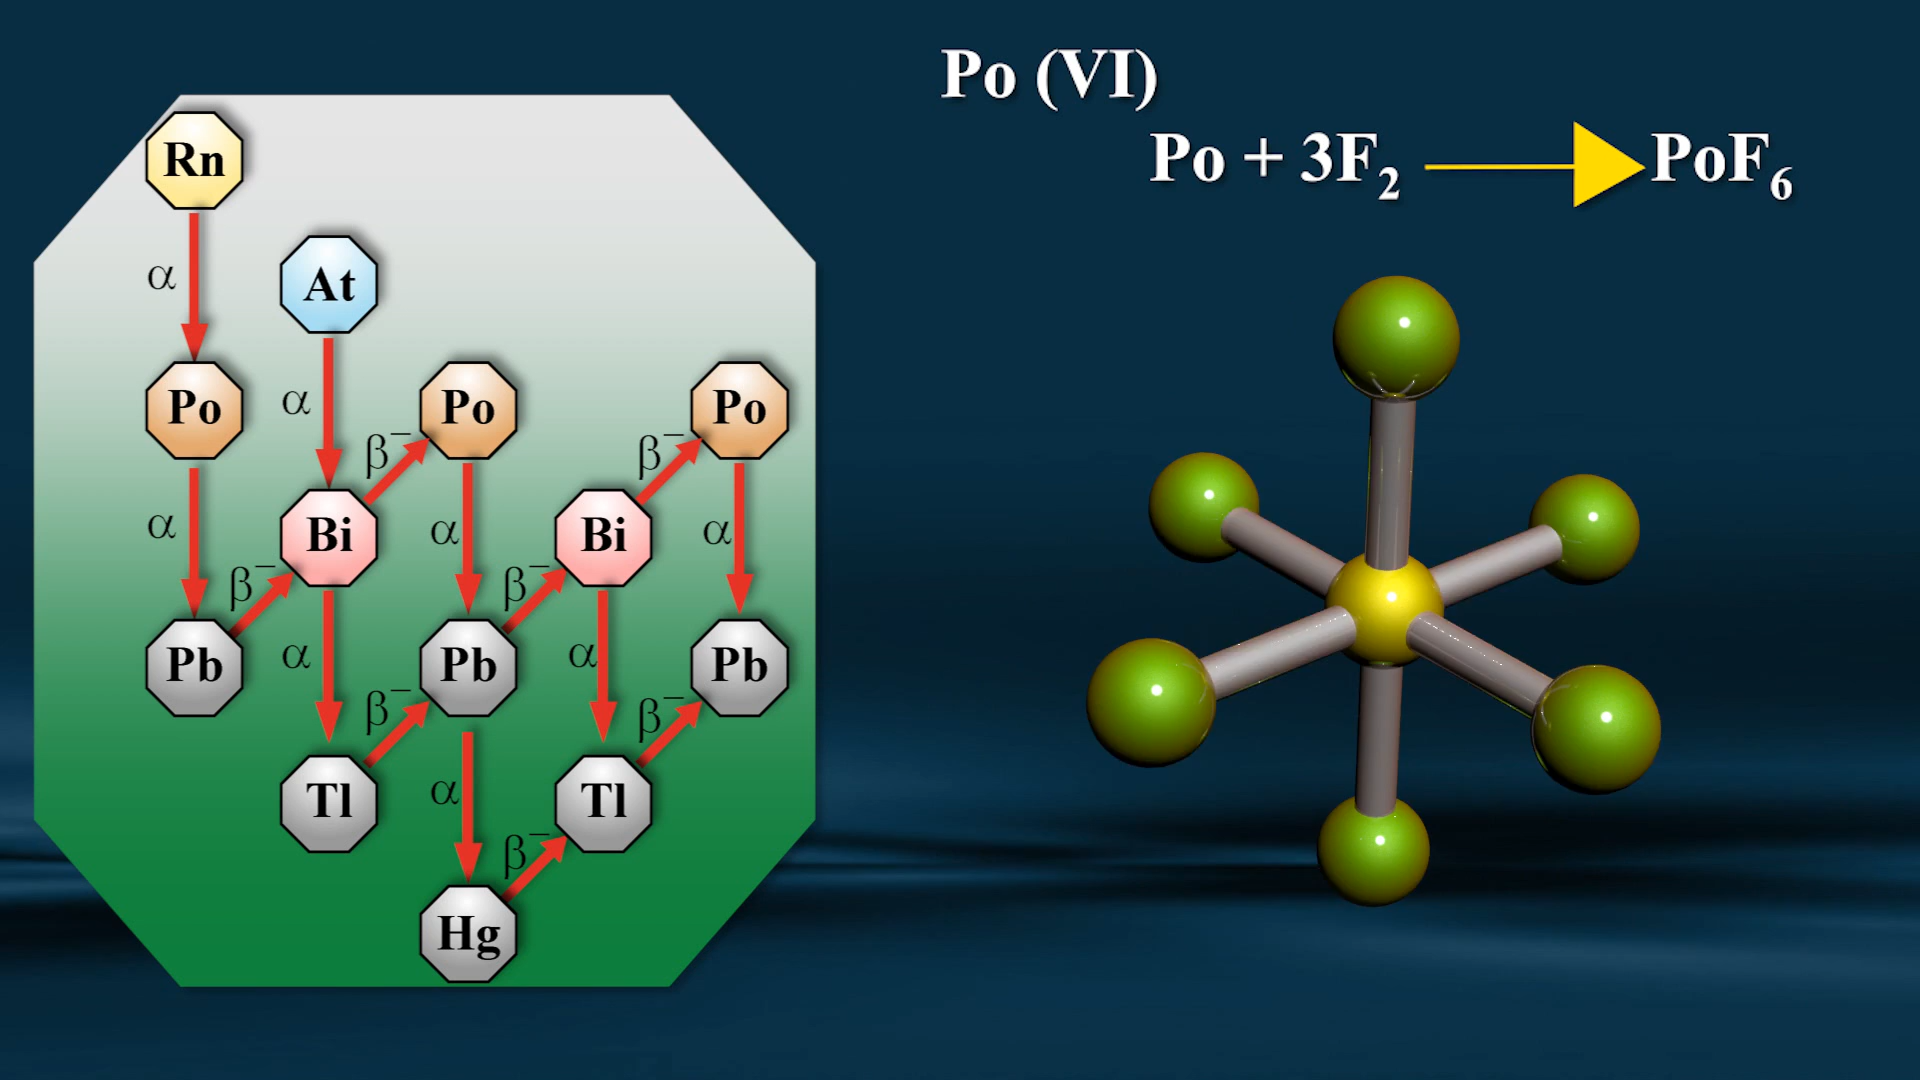 Po (VI)
Po + 3F₂ PoF₆
Rn
α
At
α
Po
Po
Po
β⁻
β⁻
α
α
α
Bi
Bi
β⁻
β⁻
Pb
α
Pb
α
Pb
β⁻
β⁻
Tl
α
Tl
β⁻
Hg